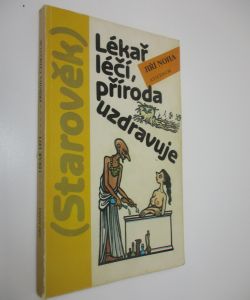 (Starověk)
Lékař
léčí,
příroda
uzdravuje
JIŘÍ NOHA